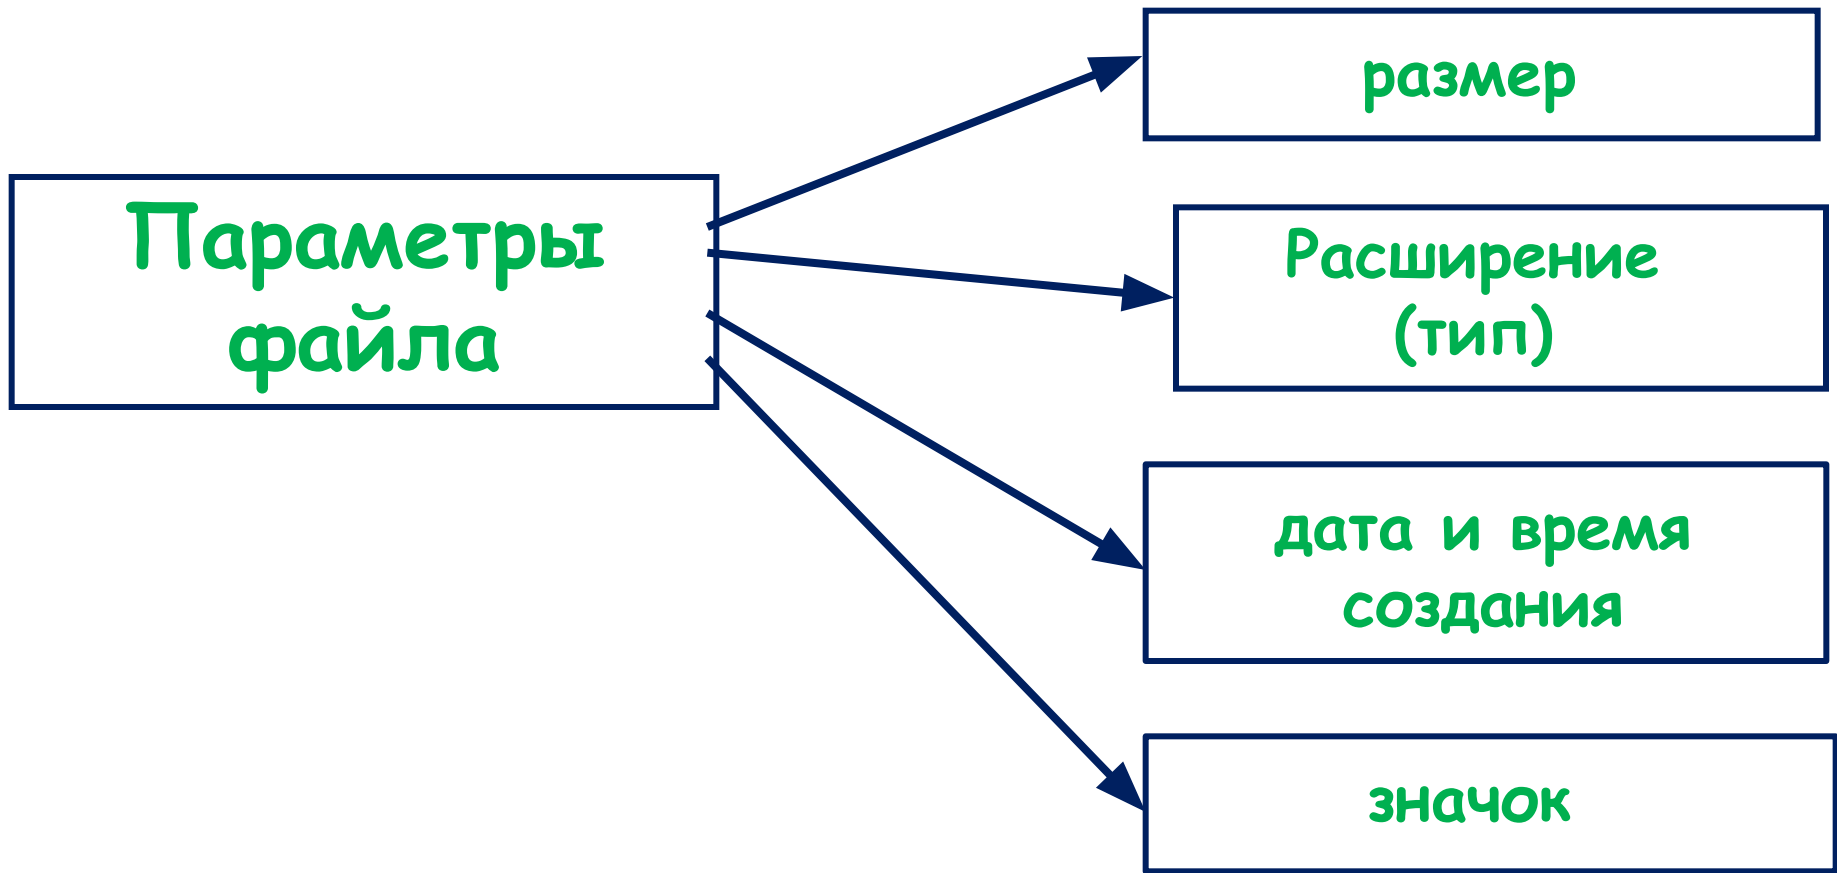 Параметры
файла
размер
Расширение
(тип)
дата и время
создания
значок